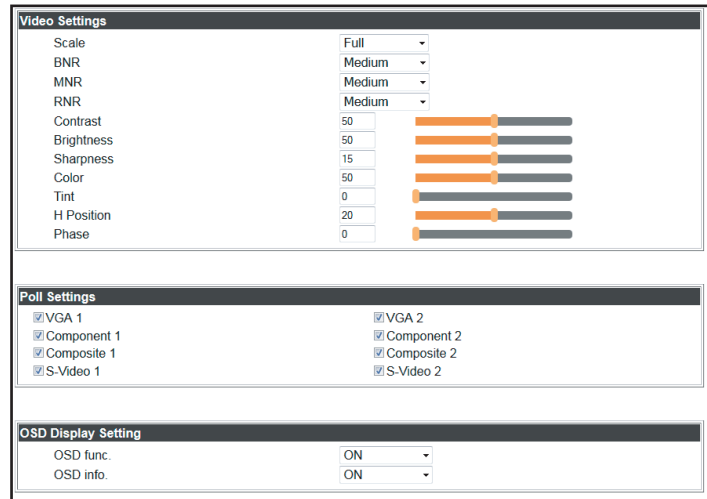 Video Settings
Scale Full
BNR Medium
MNR Medium
RNR Medium
Contrast 50
Brightness 50
Sharpness 15
Color 50
Tint 0
H Position 20
Phase 0
Poll Settings
VGA 1 VGA 2
Component 1 Component 2
Composite 1 Composite 2
S-Video 1 S-Video 2
OSD Display Setting
OSD func. ON
OSD info. ON